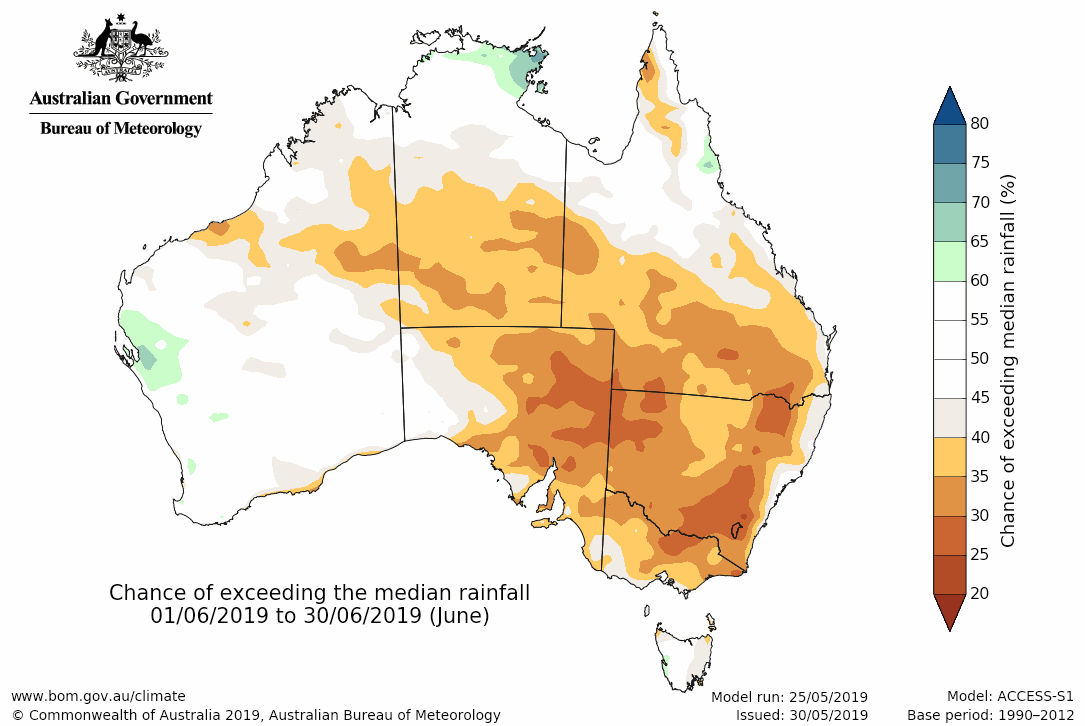 Australian Government
Bureau of Meteorology
80
75
70
65
60
55
50
45
40
35
30
25
20
Chance of exceeding median rainfall (%)
Chance of exceeding the median rainfall
01/06/2019 to 30/06/2019 (June)
www.bom.gov.au/climate
© Commonwealth of Australia 2019, Australian Bureau of Meteorology
Model run: 25/05/2019
Issued: 30/05/2019
Model: ACCESS-S1
Base period: 1990–2012